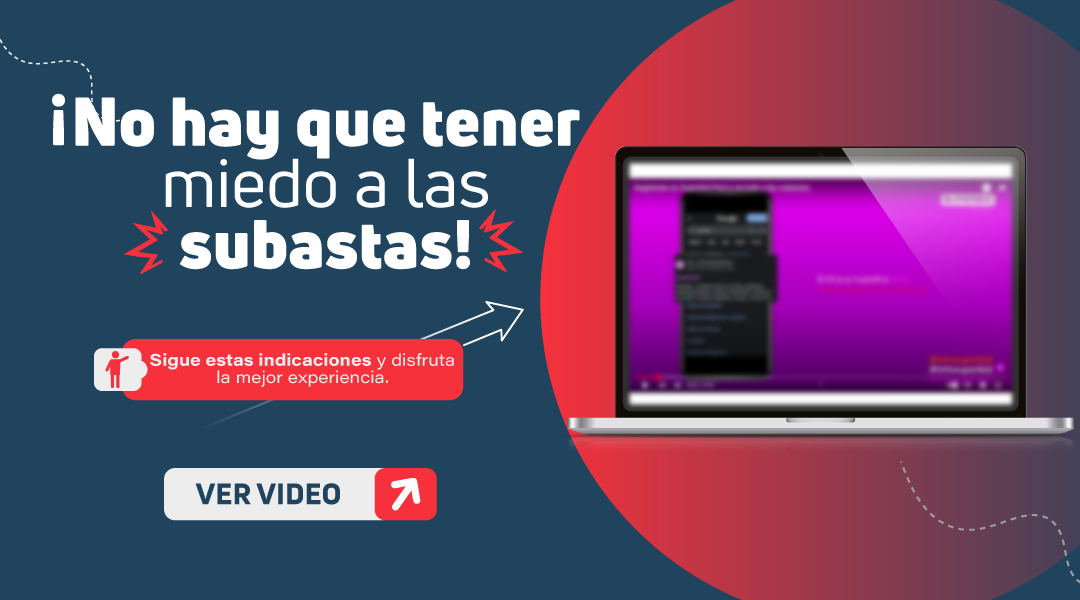 ¡No hay que tener
miedo a las
subastas!
Sigue estas indicaciones y disfruta
la mejor experiencia.
VER VIDEO